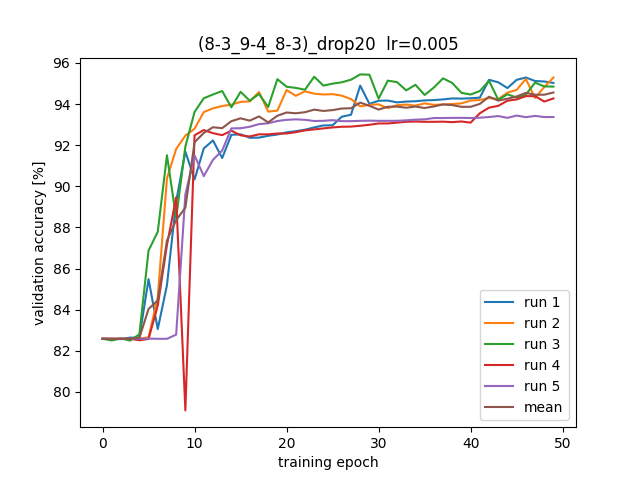 (8-3_9-4_8-3)_drop20  lr=0.005
validation accuracy [%]
96
94
92
90
88
86
84
82
80
0 10 20 30 40 50
training epoch
run 1
run 2
run 3
run 4
run 5
mean